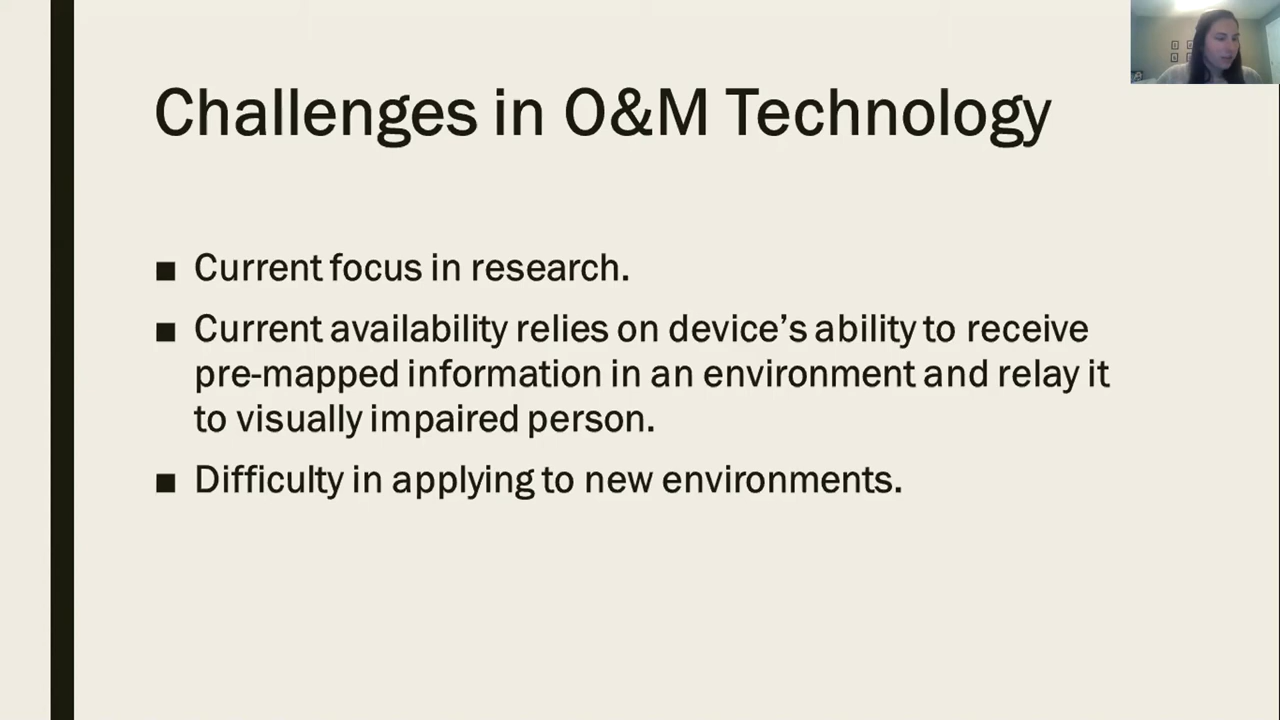 Challenges in O&M Technology
■ Current focus in research.
■ Current availability relies on device’s ability to receive
pre-mapped information in an environment and relay it
to visually impaired person.
■ Difficulty in applying to new environments.